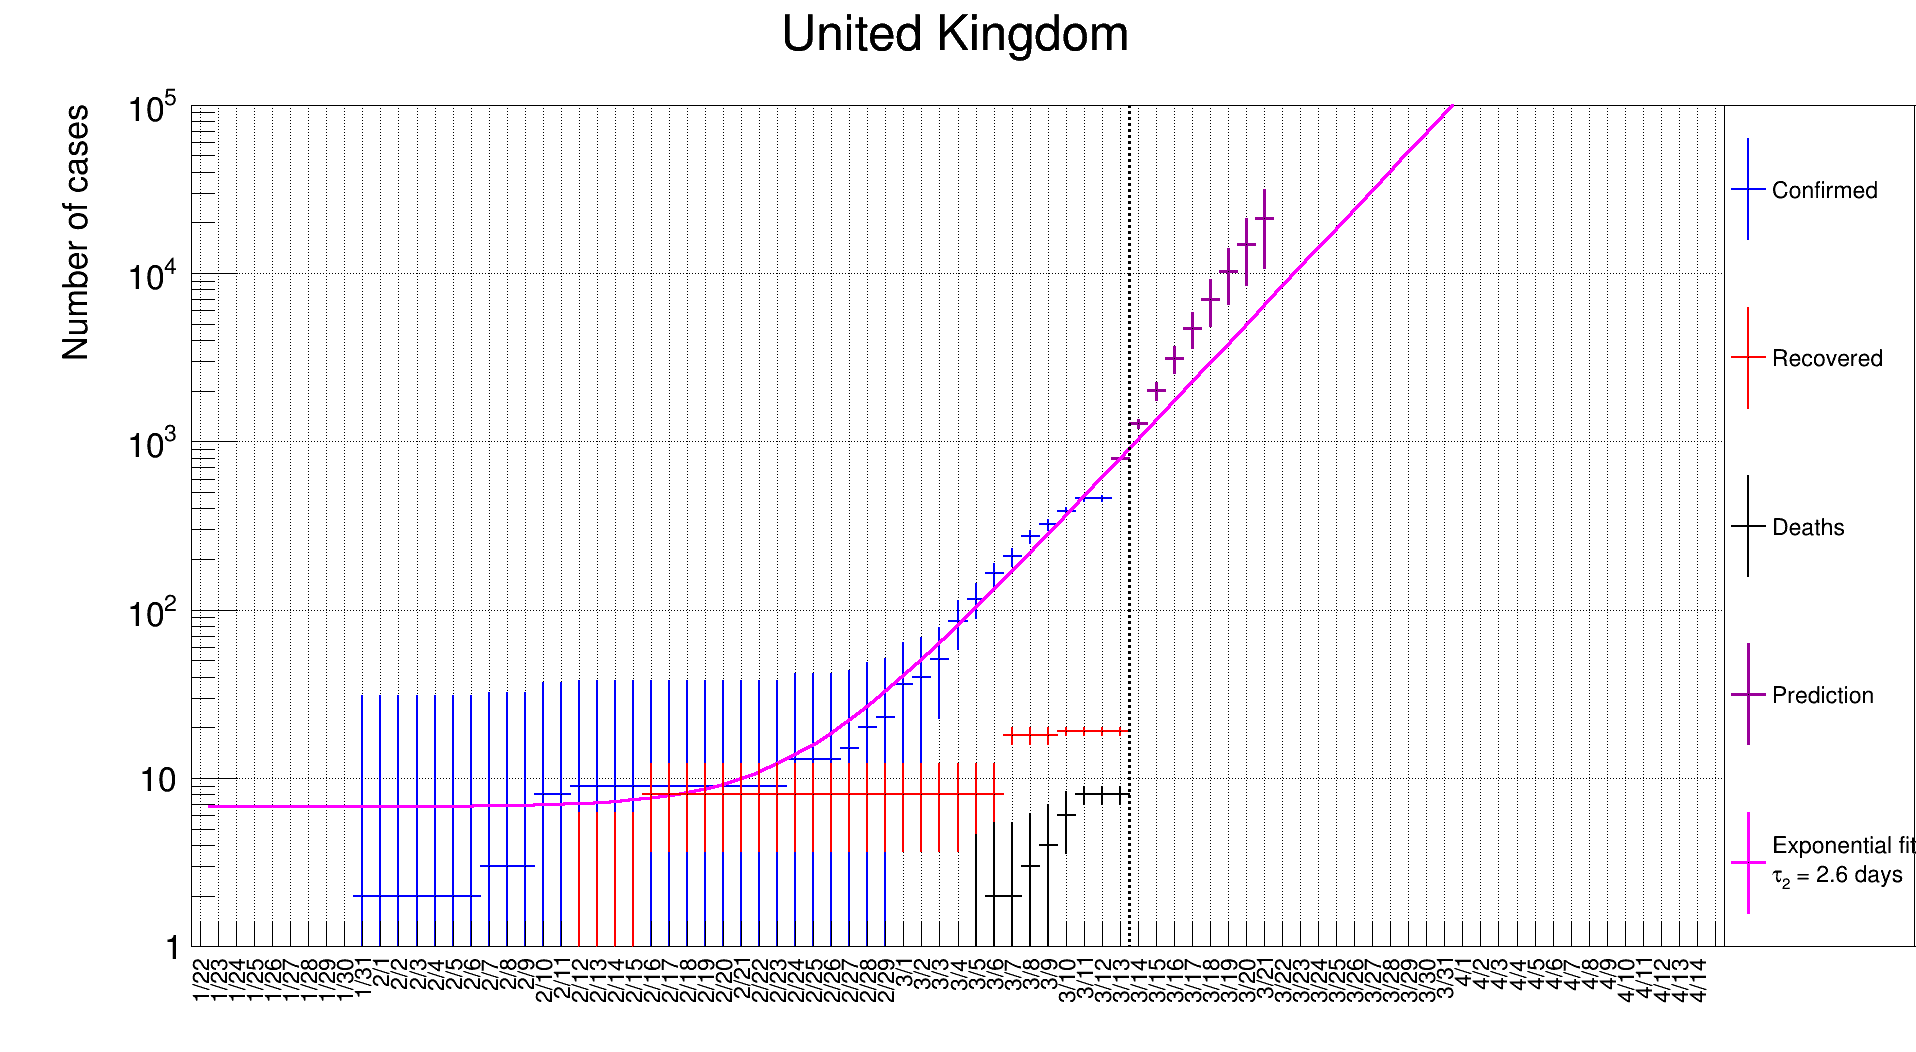 United Kingdom
Number of cases
10^5
10^4
10^3
10^2
10
1
1/22 1/23 1/24 1/25 1/26 1/27 1/28 1/29 1/30 1/31 2/1 2/2 2/3 2/4 2/5 2/6 2/7 2/8 2/9 2/10 2/11 2/12 2/13 2/14 2/15 2/16 2/17 2/18 2/19 2/20 2/21 2/22 2/23 2/24 2/25 2/26 2/27 2/28 2/29 3/1 3/2 3/3 3/4 3/5 3/6 3/7 3/8 3/9 3/10 3/11 3/12 3/13 3/14 3/15 3/16 3/17 3/18 3/19 3/20 3/21 3/22 3/23 3/24 3/25 3/26 3/27 3/28 3/29 3/30 3/31 4/1 4/2 4/3 4/4 4/5 4/6 4/7 4/8 4/9 4/10 4/11 4/12 4/13 4/14
Confirmed
Recovered
Deaths
Prediction
Exponential fit
τ₂ = 2.6 days